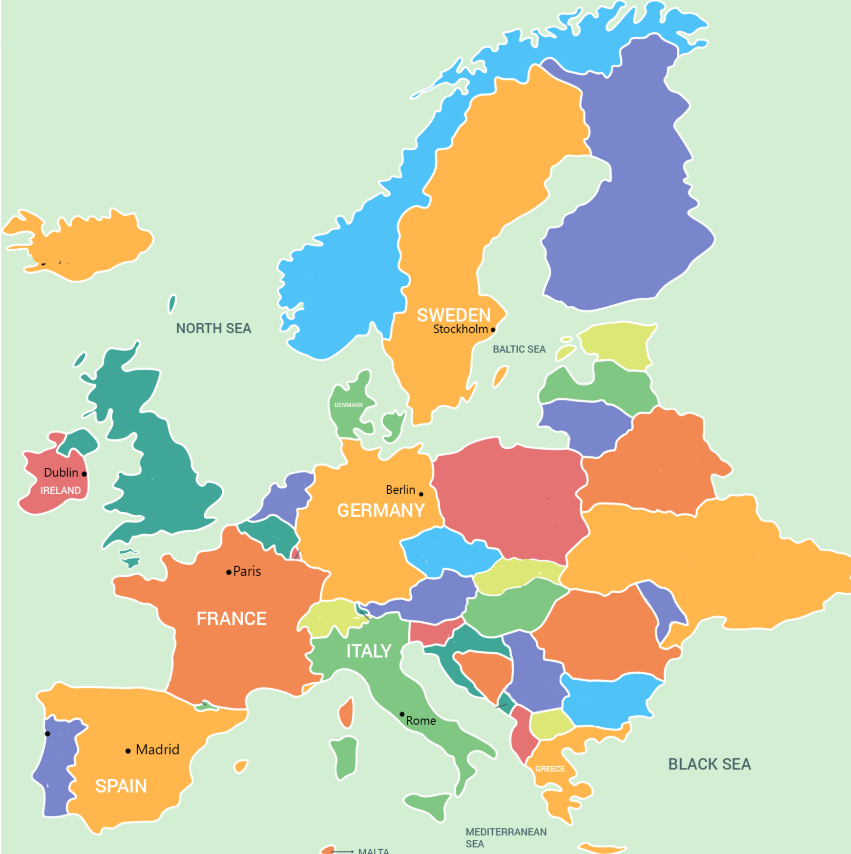 NORTH SEA
SWEDEN
Stockholm
BALTIC SEA
DENMARK
Dublin
IRELAND
Berlin
GERMANY
Paris
FRANCE
ITALY
Rome
Madrid
SPAIN
GREECE
BLACK SEA
MEDITERRANEAN
SEA
MALTA